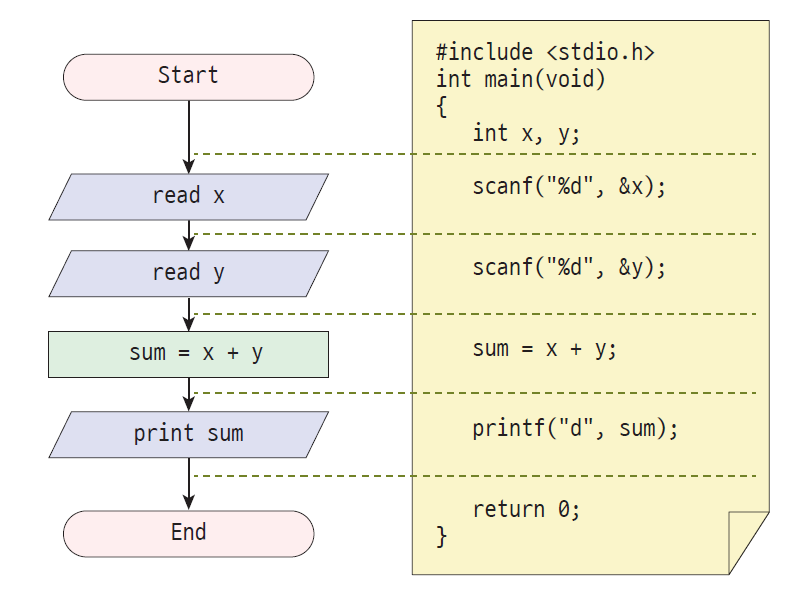 Start
read x
read y
sum = x + y
print sum
End
#include <stdio.h>
int main(void)
{
int x, y;
scanf("%d", &x);
scanf("%d", &y);
sum = x + y;
printf("d", sum);
return 0;
}